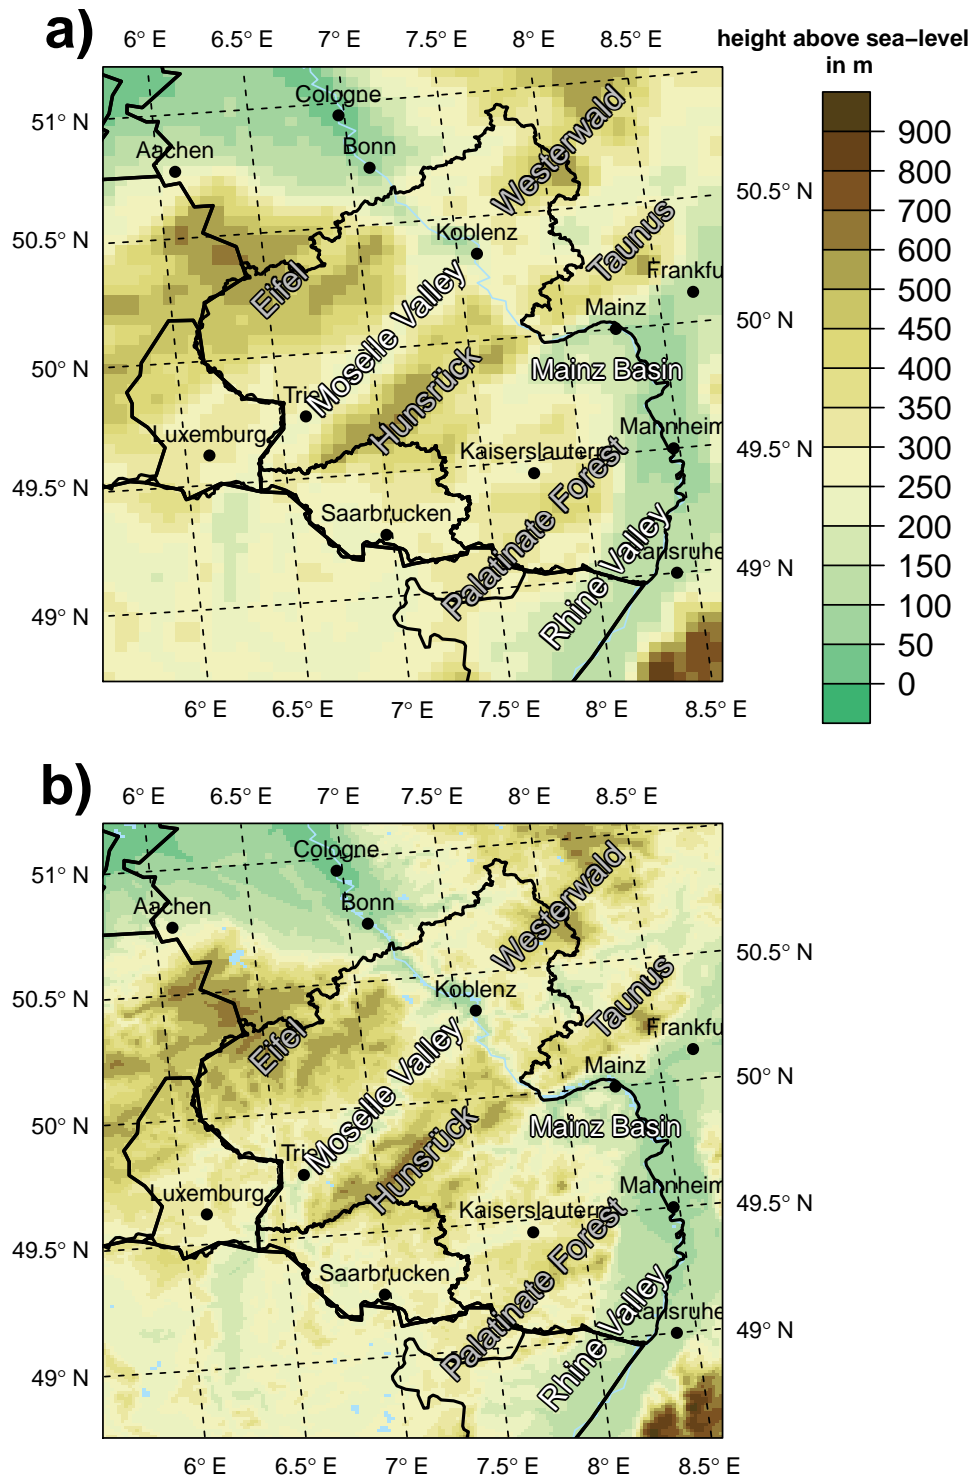 a)
6° E 6.5° E 7° E 7.5° E 8° E 8.5° E
height above sea–level
in m
900
800
700
600
500
450
400
350
300
250
200
150
100
50
0
51° N
50.5° N
50° N
49.5° N
49° N
50.5° N
50° N
49.5° N
49° N
Cologne
Aachen
Bonn
Westerwald
Koblenz
Taunus
Frankfu
Eifel
Moselle Valley
Mainz
Mainz Basin
Hunsrück
Luxemburg
Mannheim
Kaiserslautern
Palatinate Forest
Saarbrucken
Rhine Valley
6° E 6.5° E 7° E 7.5° E 8° E 8.5° E
b)
6° E 6.5° E 7° E 7.5° E 8° E 8.5° E
51° N
50.5° N
50° N
49.5° N
49° N
50.5° N
50° N
49.5° N
49° N
Cologne
Aachen
Bonn
Westerwald
Koblenz
Taunus
Frankfu
Eifel
Moselle Valley
Mainz
Mainz Basin
Hunsrück
Luxemburg
Mannheim
Kaiserslautern
Palatinate Forest
Saarbrucken
Rhine Valley
6° E 6.5° E 7° E 7.5° E 8° E 8.5° E